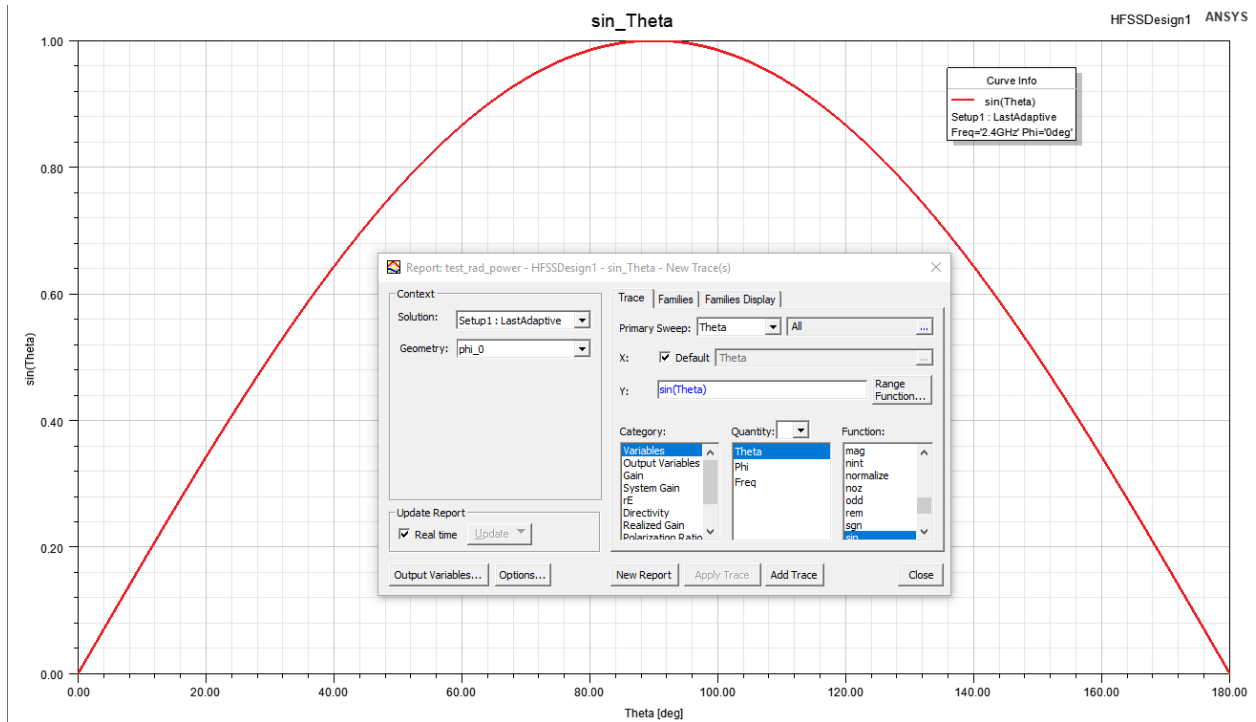 sin_Theta
HFSSDesign1 ANSYS
Curve Info
sin(Theta)
Setup1 : LastAdaptive
Freq='2.4GHz' Phi='0deg'
1.00
0.80
0.60
0.40
0.20
0.00
sin(Theta)
Report: test_rad_power - HFSSDesign1 - sin_Theta - New Trace(s)
Context
Solution: Setup1 : LastAdaptive
Geometry: phi_0
Update Report
Real time Update
Output Variables... Options...
Trace Families Families Display
Primary Sweep: Theta All ...
X: Default Theta ...
Y: sin(Theta) Range Function...
Category: Quantity: Function:
Variables
Output Variables
Gain
System Gain
rE
Directivity
Realized Gain
Polarization Ratio
Theta
Phi
Freq
mag
nint
normalize
noz
odd
rem
sgn
sin
New Report Apply Trace Add Trace Close
0.00 20.00 40.00 60.00 80.00 100.00 120.00 140.00 160.00 180.00
Theta [deg]